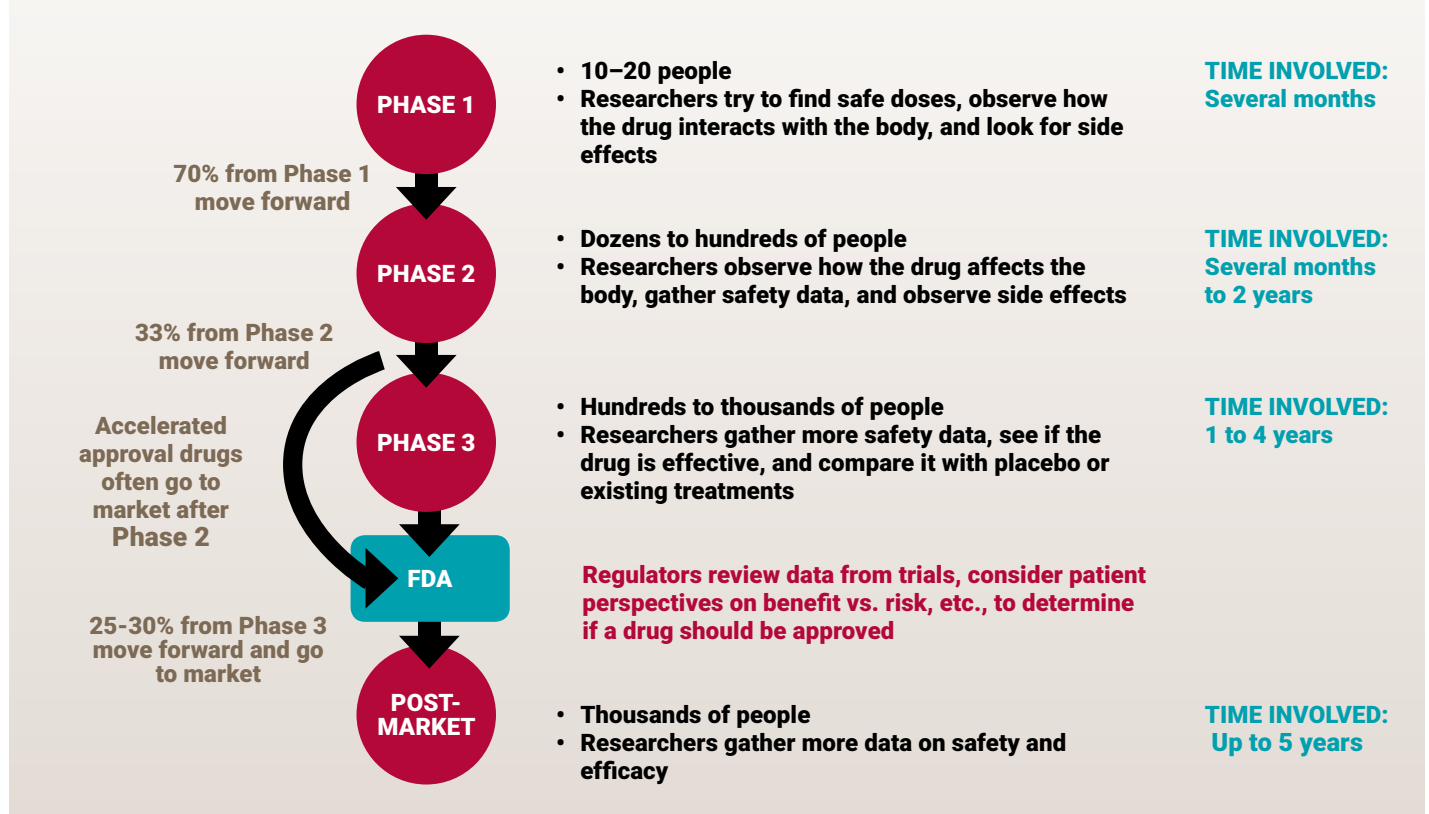 PHASE 1
• 10–20 people
• Researchers try to find safe doses, observe how
the drug interacts with the body, and look for side
effects
TIME INVOLVED:
Several months
70% from Phase 1
move forward
PHASE 2
• Dozens to hundreds of people
• Researchers observe how the drug affects the
body, gather safety data, and observe side effects
TIME INVOLVED:
Several months
to 2 years
33% from Phase 2
move forward
PHASE 3
• Hundreds to thousands of people
• Researchers gather more safety data, see if the
drug is effective, and compare it with placebo or
existing treatments
TIME INVOLVED:
1 to 4 years
Accelerated
approval drugs
often go to
market after
Phase 2
FDA
Regulators review data from trials, consider patient
perspectives on benefit vs. risk, etc., to determine
if a drug should be approved
25-30% from Phase 3
move forward and go
to market
POST-
MARKET
• Thousands of people
• Researchers gather more data on safety and
efficacy
TIME INVOLVED:
Up to 5 years